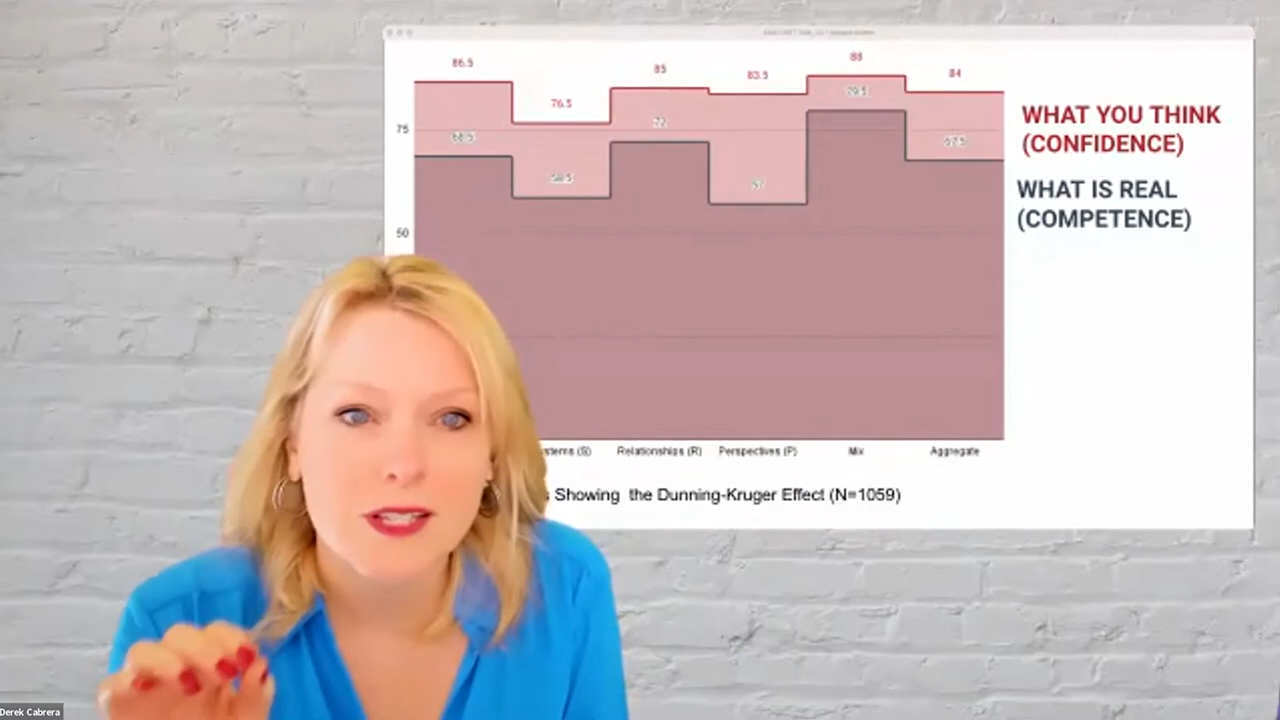 86.5
76.5
85
83.5
88
84
79.5
75
68.5
58.5
72
57
67.5
50
WHAT YOU THINK
(CONFIDENCE)
WHAT IS REAL
(COMPETENCE)
stems (S)
Relationships (R)
Perspectives (P)
Mix
Aggregate
Showing the Dunning-Kruger Effect (N=1059)
Derek Cabrera